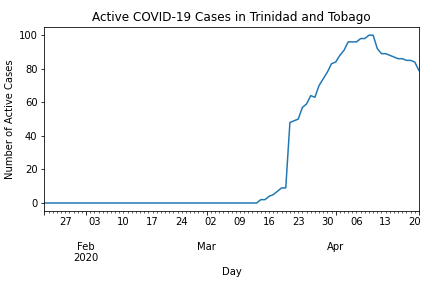 Active COVID-19 Cases in Trinidad and Tobago
100
80
60
40
20
0
Number of Active Cases
27 03 10 17 24 02 09 16 23 30 06 13 20
Feb Mar Apr
2020
Day